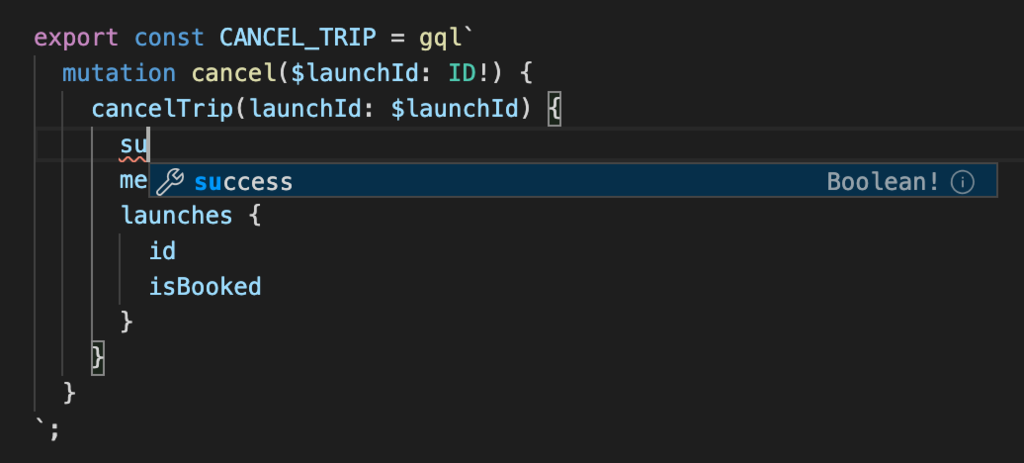 export const CANCEL_TRIP = gql`
mutation cancel($launchId: ID!) {
cancelTrip(launchId: $launchId) {
su
success Boolean!
me
launches {
id
isBooked
}
}
}
`;